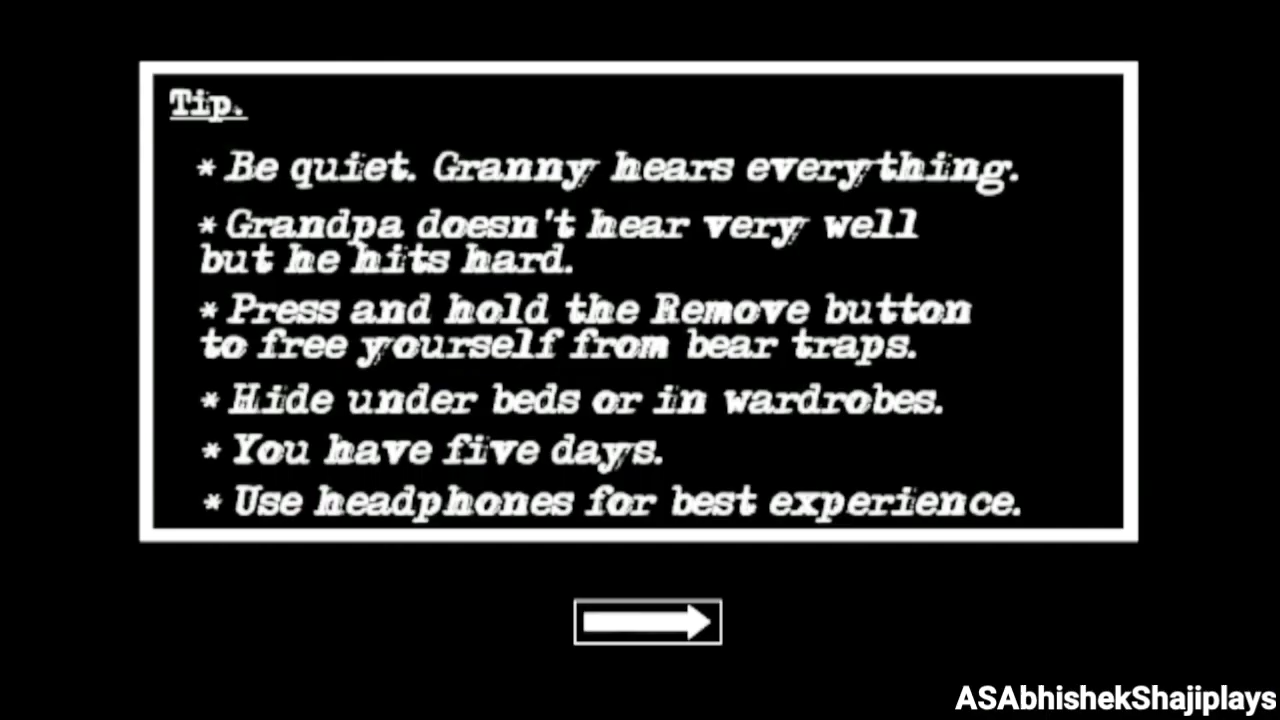 Tip.
* Be quiet. Granny hears everything.
* Grandpa doesn't hear very well
but he hits hard.
* Press and hold the Remove button
to free yourself from bear traps.
* Hide under beds or in wardrobes.
* You have five days.
* Use headphones for best experience.
ASAbhishekShajiplays